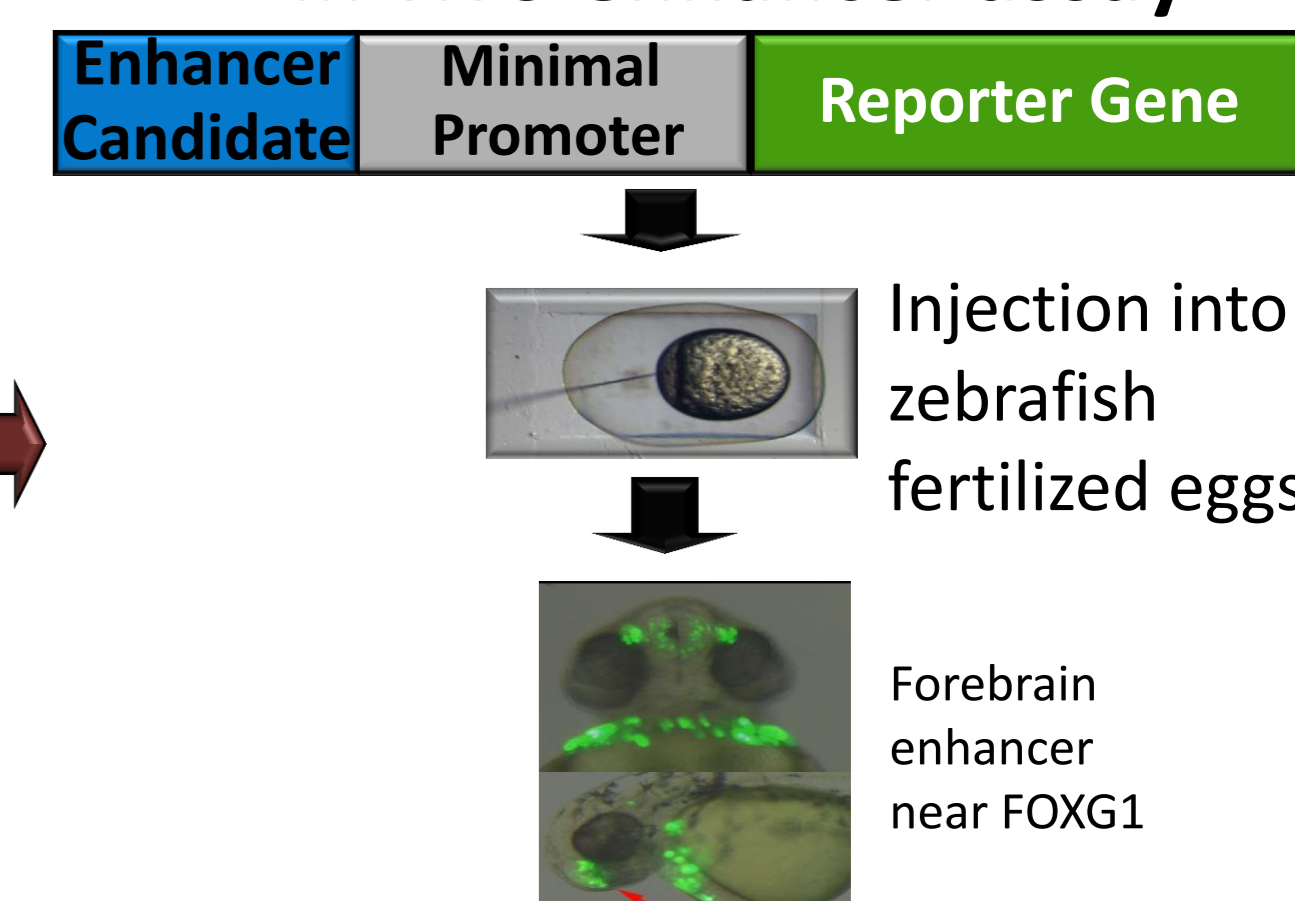 Enhancer
Candidate
Minimal
Promoter
Reporter Gene
Injection into
zebrafish
fertilized eggs
Forebrain
enhancer
near FOXG1